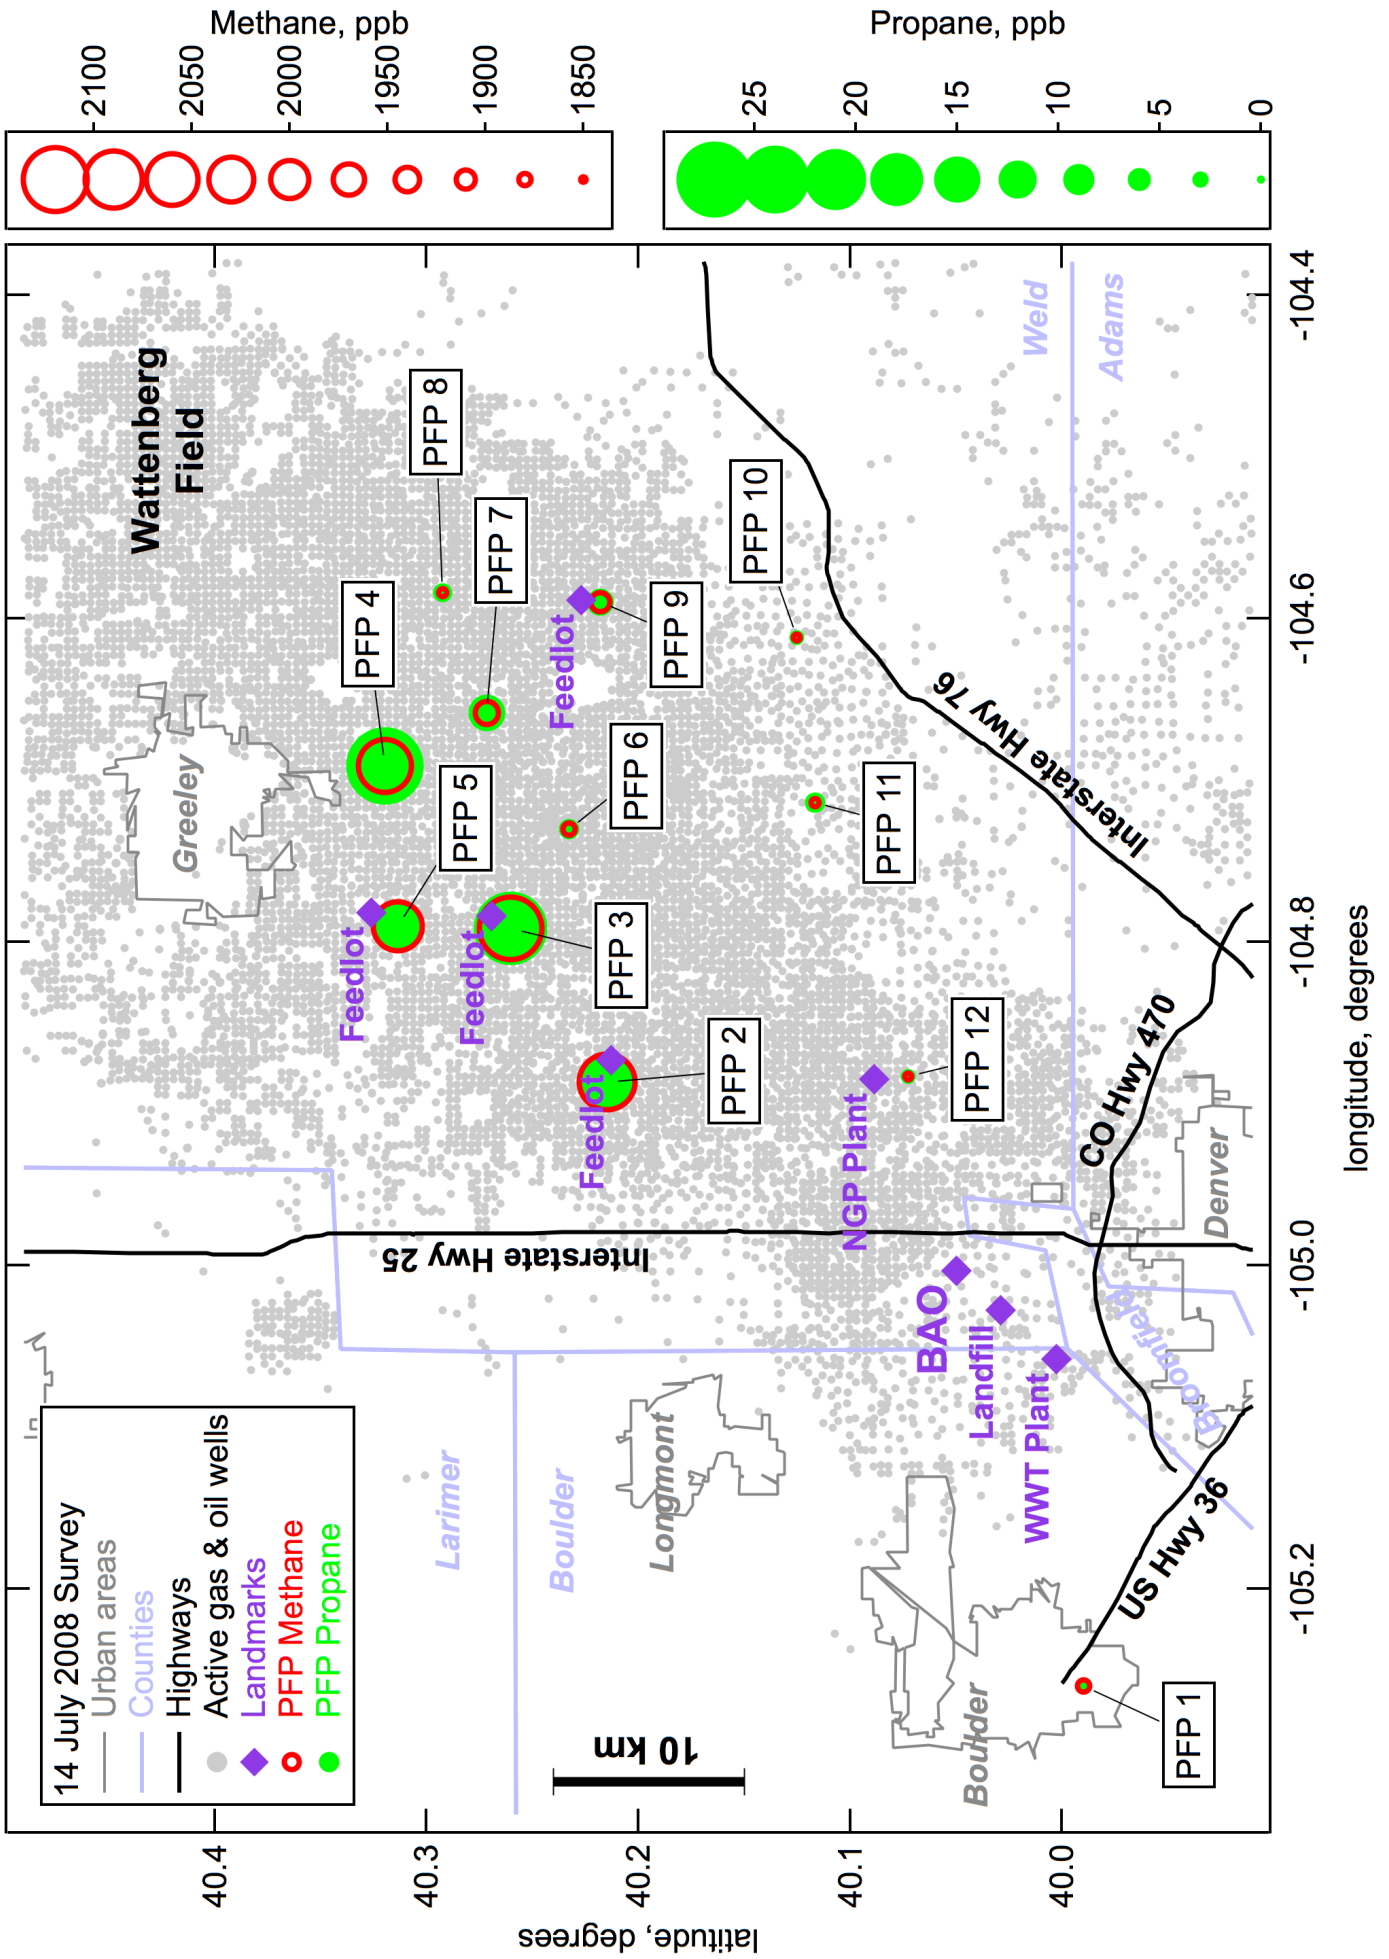 14 July 2008 Survey
Urban areas
Counties
Highways
Active gas & oil wells
Landmarks
PFP Methane
PFP Propane
Wattenberg
Field
Greeley
Larimer
Boulder
Longmont
Boulder
Broomfield
Denver
Weld
Adams
Interstate Hwy 25
Interstate Hwy 76
CO Hwy 470
US Hwy 36
Feedlot
Feedlot
Feedlot
Feedlot
NGP Plant
BAO
Landfill
WWT Plant
PFP 1
PFP 2
PFP 3
PFP 4
PFP 5
PFP 6
PFP 7
PFP 8
PFP 9
PFP 10
PFP 11
PFP 12
10 km
latitude, degrees
40.4
40.3
40.2
40.1
40.0
longitude, degrees
-105.2
-105.0
-104.8
-104.6
-104.4
Methane, ppb
2100
2050
2000
1950
1900
1850
Propane, ppb
25
20
15
10
5
0